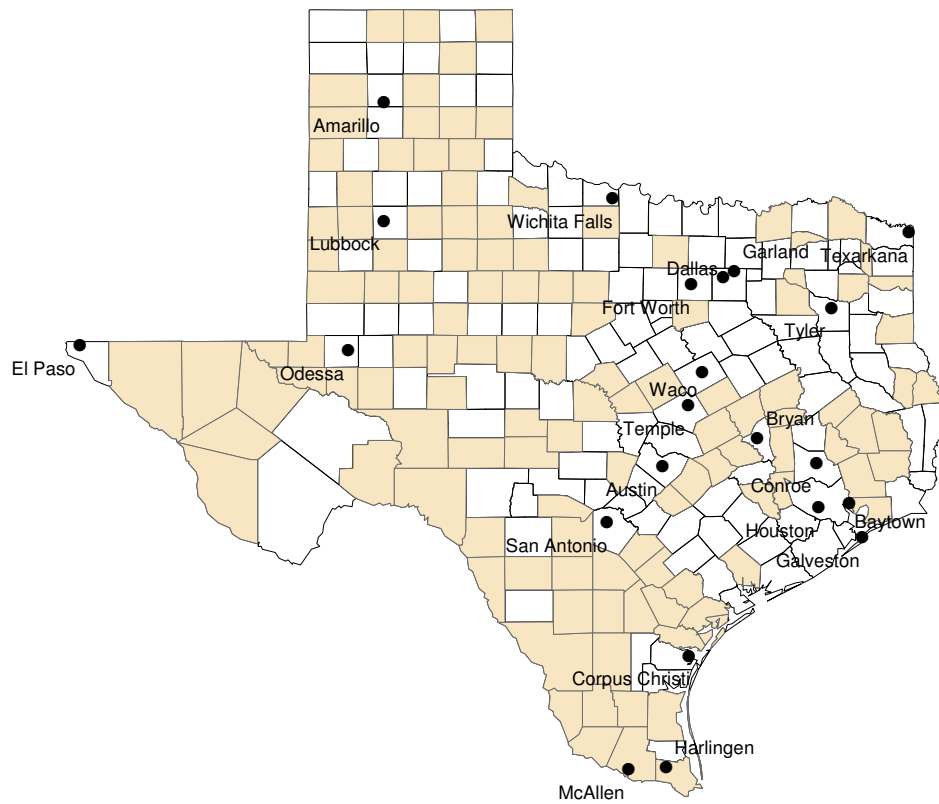 Amarillo
Wichita Falls
Lubbock
Garland
Texarkana
Dallas
Fort Worth
Tyler
El Paso
Odessa
Waco
Bryan
Temple
Conroe
Austin
Baytown
Houston
San Antonio
Galveston
Corpus Christi
Harlingen
McAllen